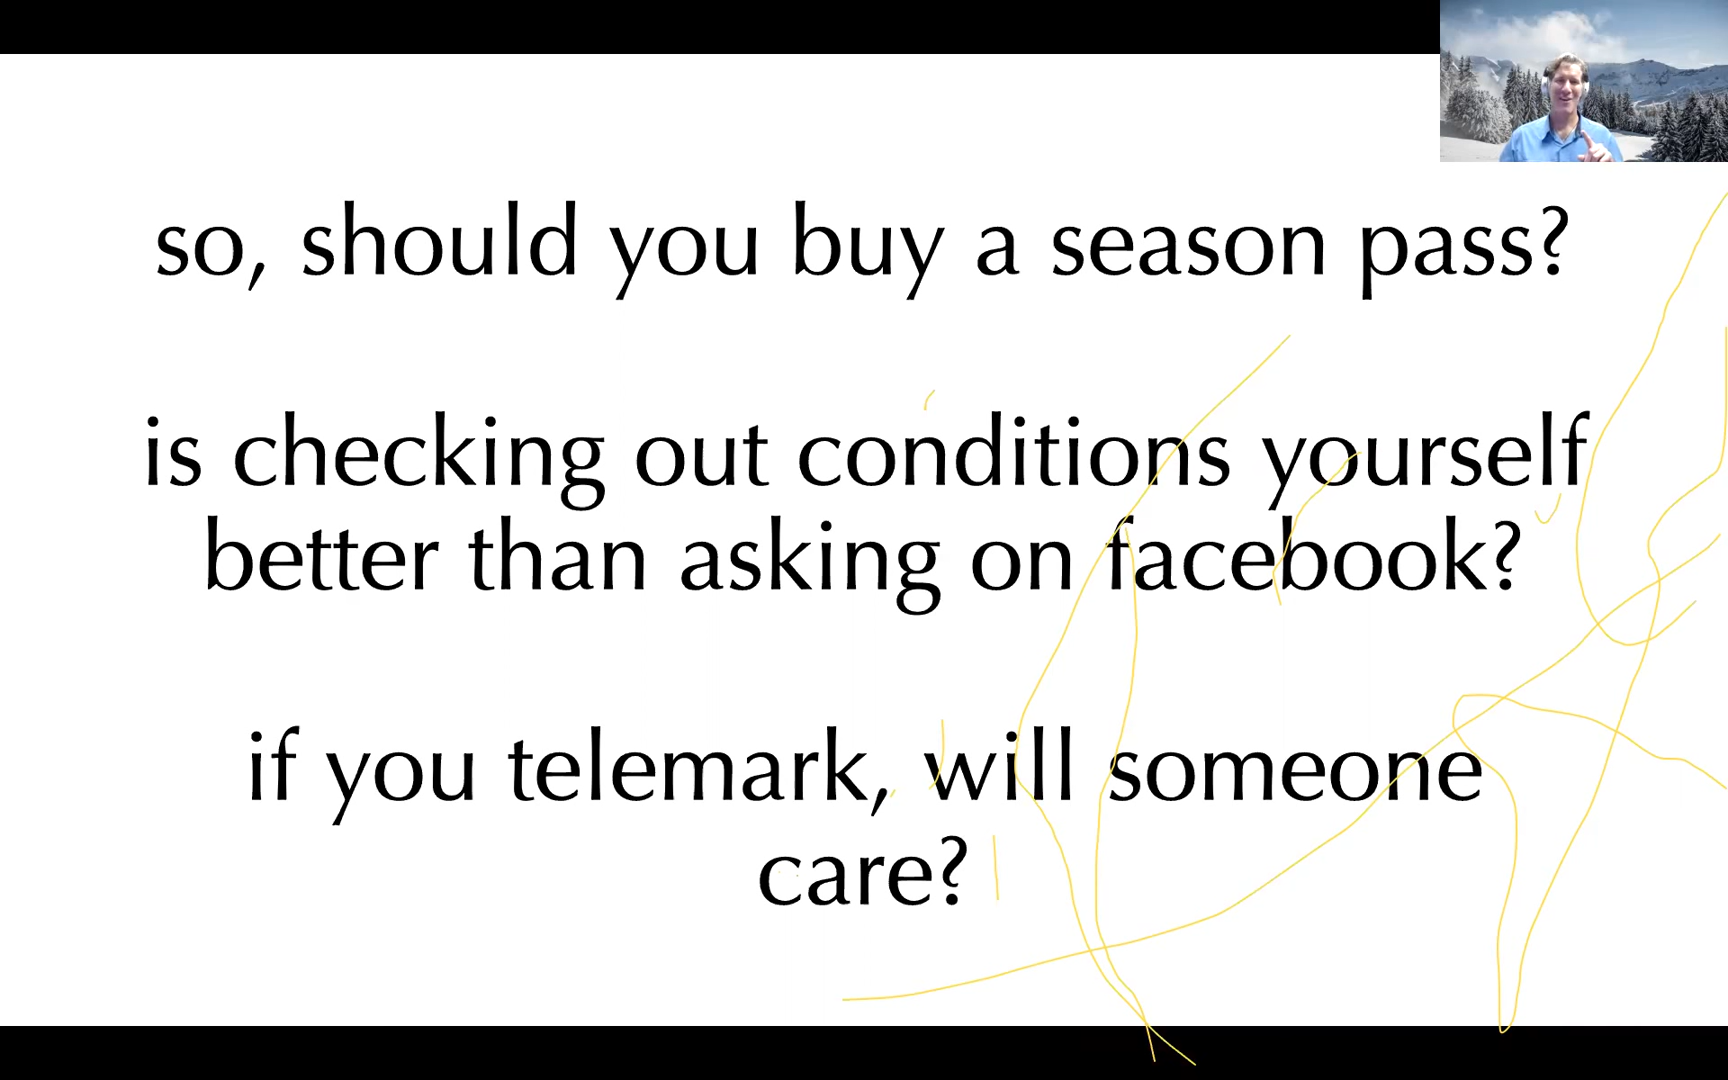 so, should you buy a season pass?
is checking out conditions yourself
better than asking on facebook?
if you telemark, will someone
care?